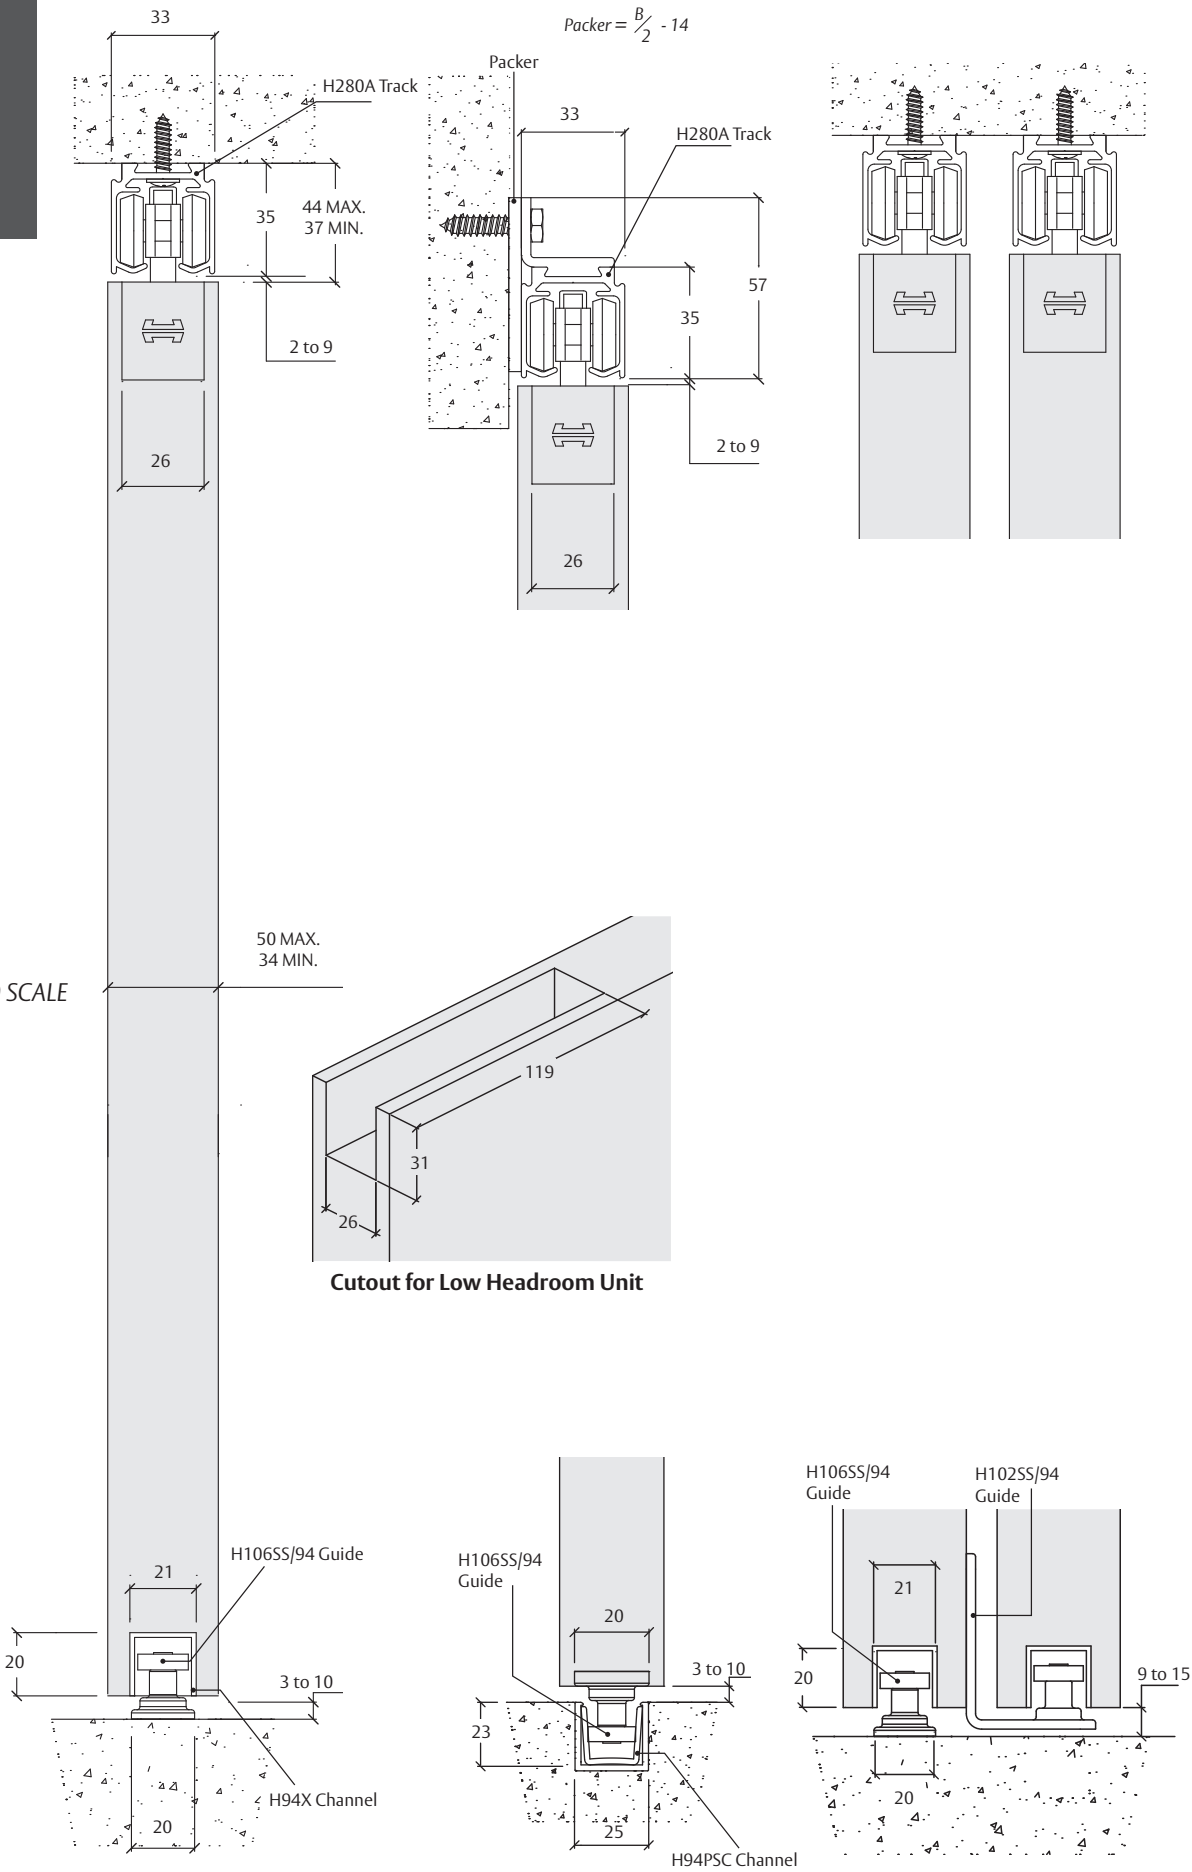 33
Packer = B/2 - 14
Packer
H280A Track
33
H280A Track
35
44 MAX.
37 MIN.
57
35
2 to 9
26
2 to 9
26
50 MAX.
34 MIN.
SCALE
119
31
26
Cutout for Low Headroom Unit
H106SS/94
Guide
H102SS/94
Guide
H106SS/94 Guide
H106SS/94
Guide
21
21
20
20
3 to 10
3 to 10
20
9 to 15
23
H94X Channel
20
20
25
H94PSC Channel